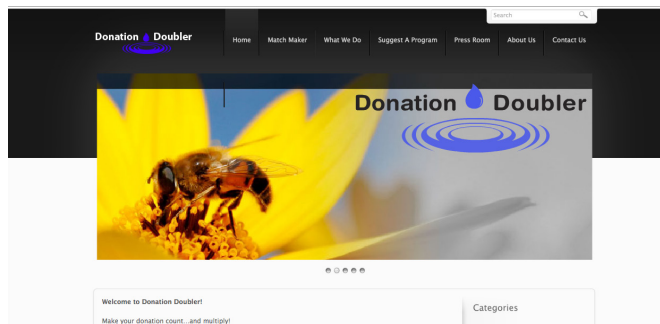 Search
Donation Doubler
Home Match Maker What We Do Suggest A Program Press Room About Us Contact Us
Donation Doubler
Welcome to Donation Doubler!
Categories
Make your donation count...and multiply!